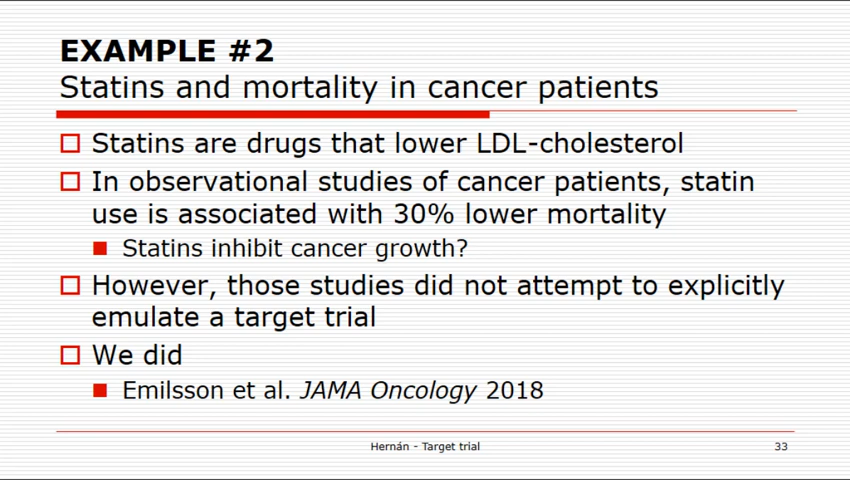 EXAMPLE #2
Statins and mortality in cancer patients
Statins are drugs that lower LDL-cholesterol
In observational studies of cancer patients, statin
use is associated with 30% lower mortality
Statins inhibit cancer growth?
However, those studies did not attempt to explicitly
emulate a target trial
We did
Emilsson et al. JAMA Oncology 2018
Hernán - Target trial
33